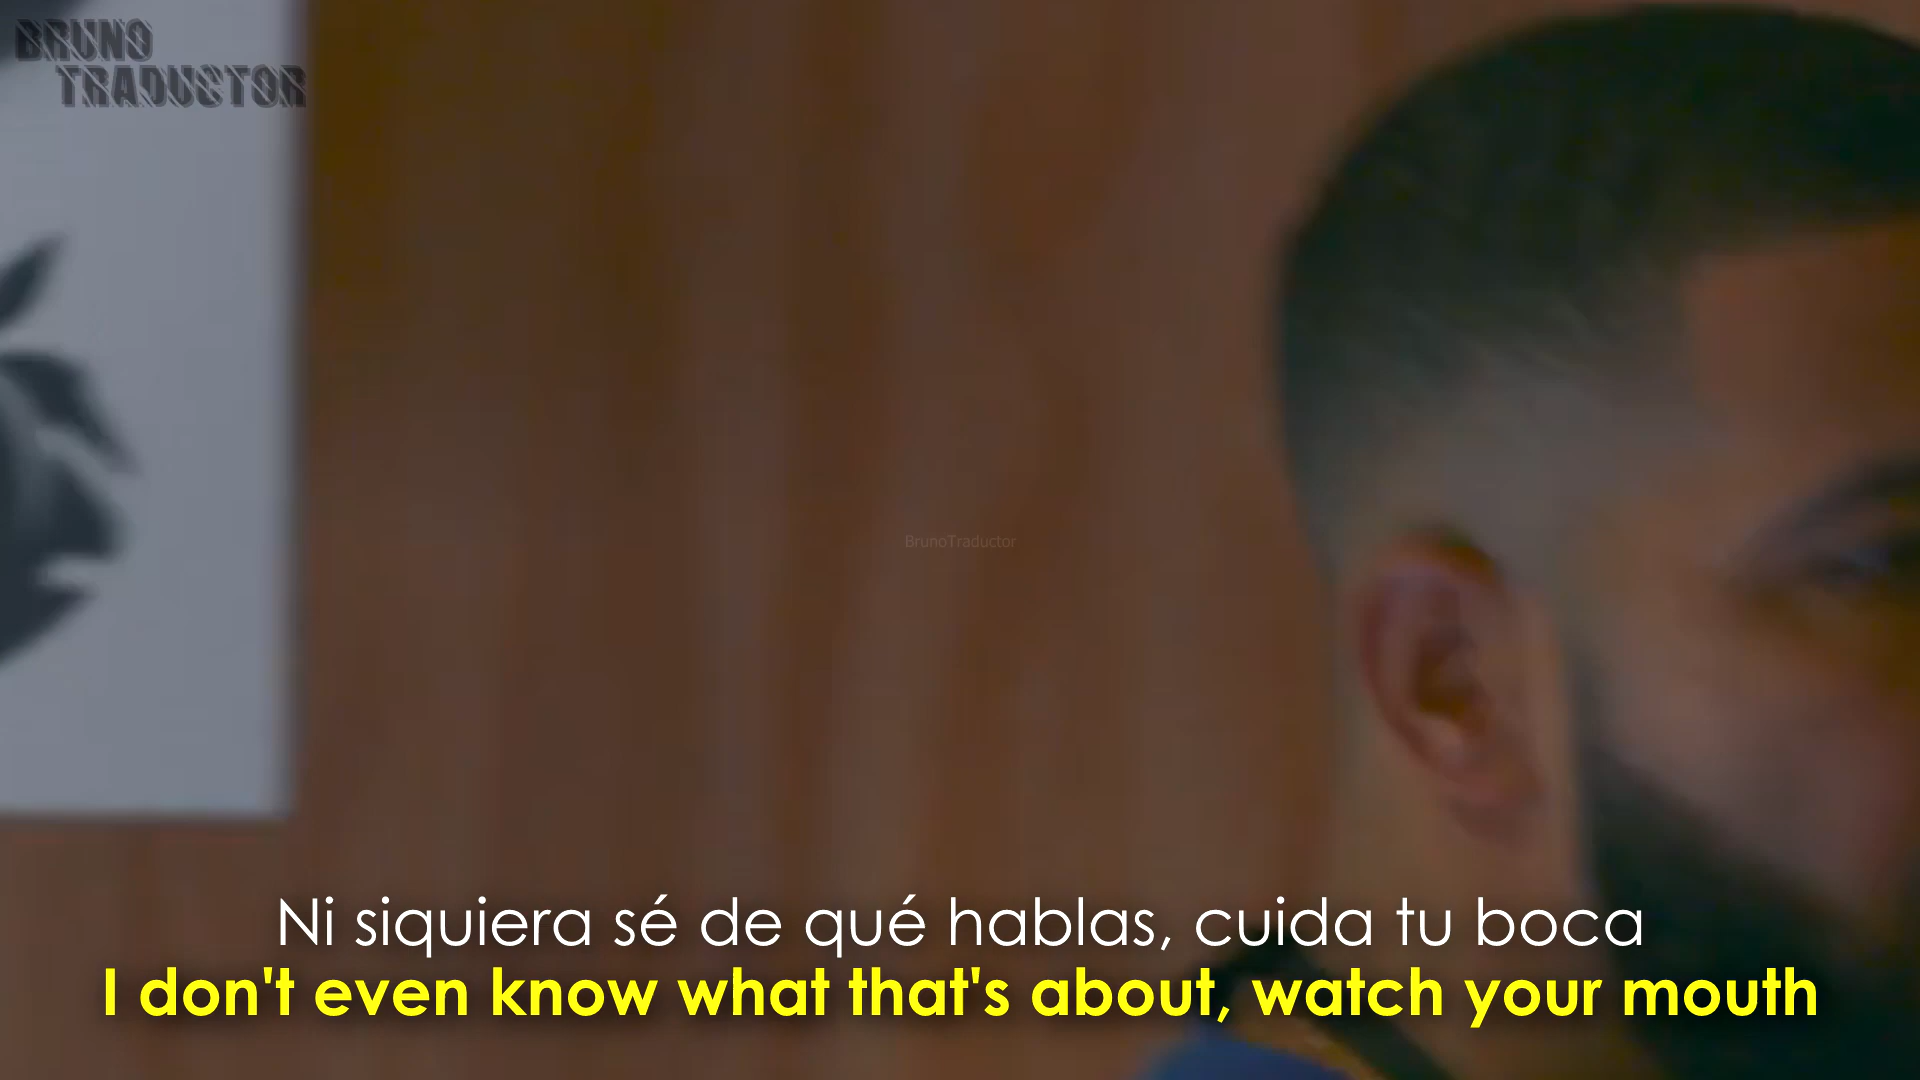 BRUNO
TRADUCTOR
BrunoTraductor
Ni siquiera sé de qué hablas, cuida tu boca
I don't even know what that's about, watch your mouth